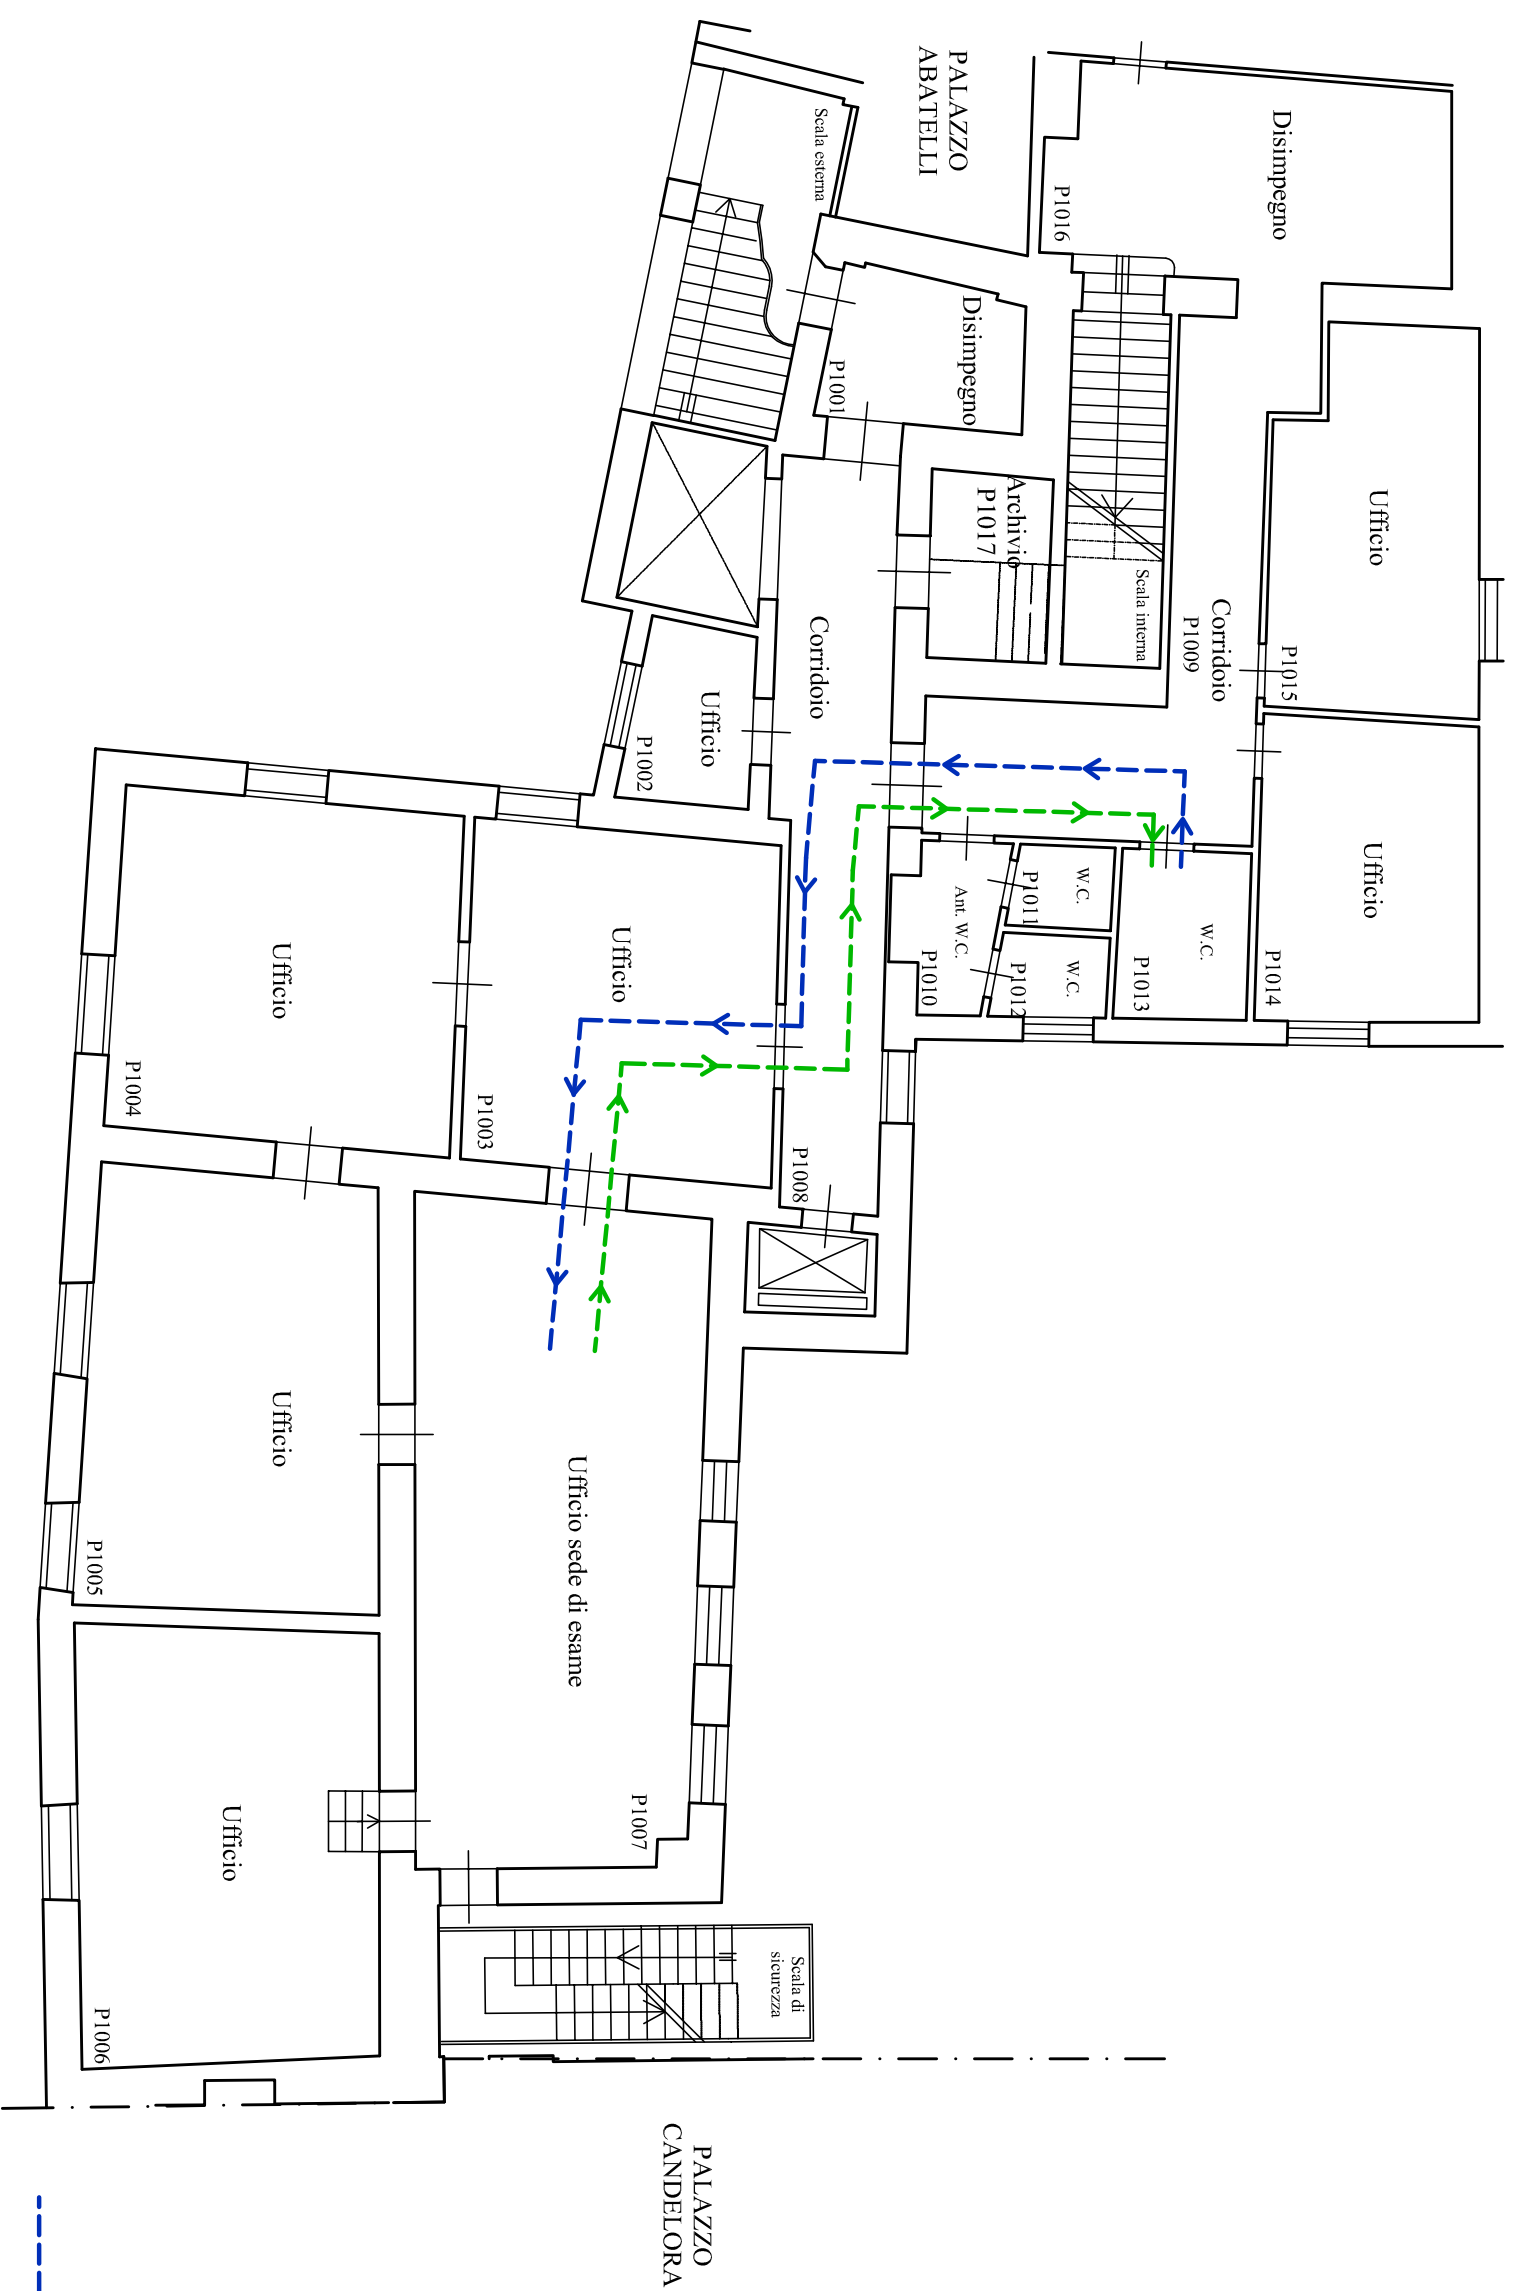 PALAZZO
ABATELLI
Disimpegno
P1016
Scala esterna
Disimpegno
P1001
Archivio
P1017
Scala interna
Corridoio
P1009
Ufficio
P1015
Corridoio
Ufficio
P1002
Ufficio
P1014
W.C.
P1013
W.C.
P1011
W.C.
P1012
Ant. W.C.
P1010
Ufficio
P1003
Ufficio
P1004
P1008
Ufficio
P1005
Ufficio sede di esame
P1007
Ufficio
P1006
Scala di
sicurezza
PALAZZO
CANDELORA